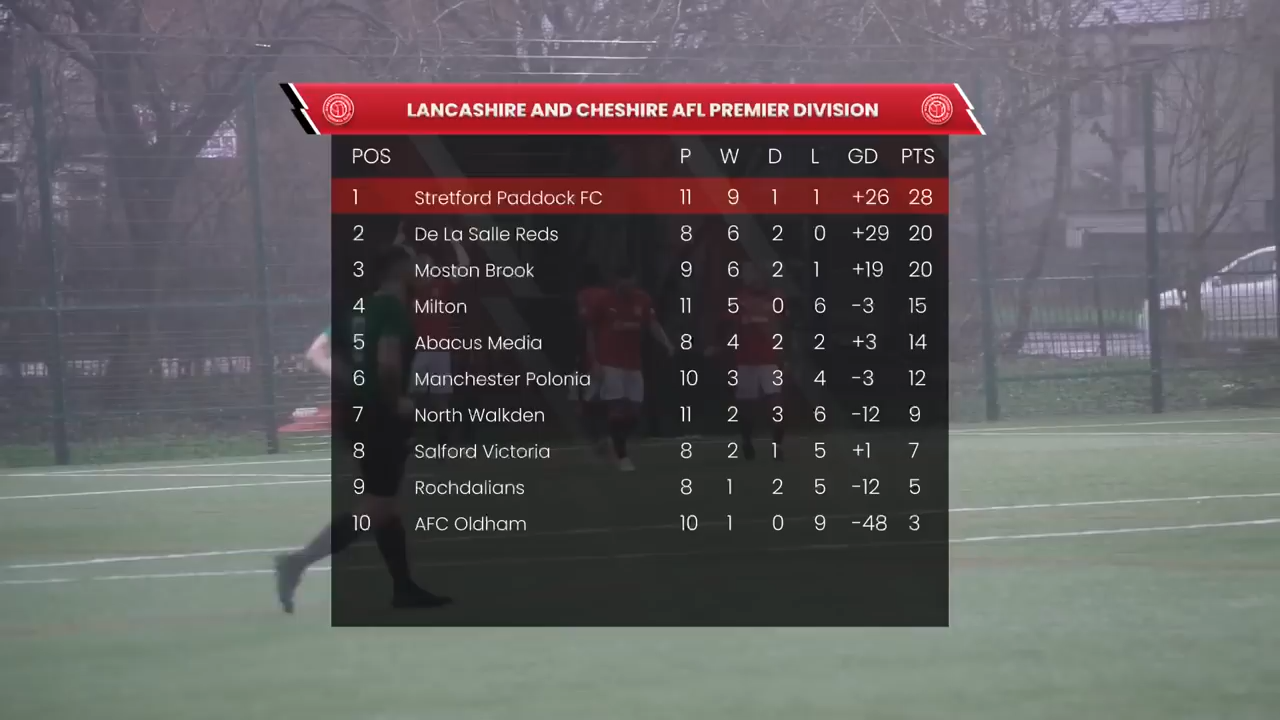 LANCASHIRE AND CHESHIRE AFL PREMIER DIVISION
POS P W D L GD PTS
1 Stretford Paddock FC 11 9 1 1 +26 28
2 De La Salle Reds 8 6 2 0 +29 20
3 Moston Brook 9 6 2 1 +19 20
4 Milton 11 5 0 6 -3 15
5 Abacus Media 8 4 2 2 +3 14
6 Manchester Polonia 10 3 3 4 -3 12
7 North Walkden 11 2 3 6 -12 9
8 Salford Victoria 8 2 1 5 +1 7
9 Rochdalians 8 1 2 5 -12 5
10 AFC Oldham 10 1 0 9 -48 3